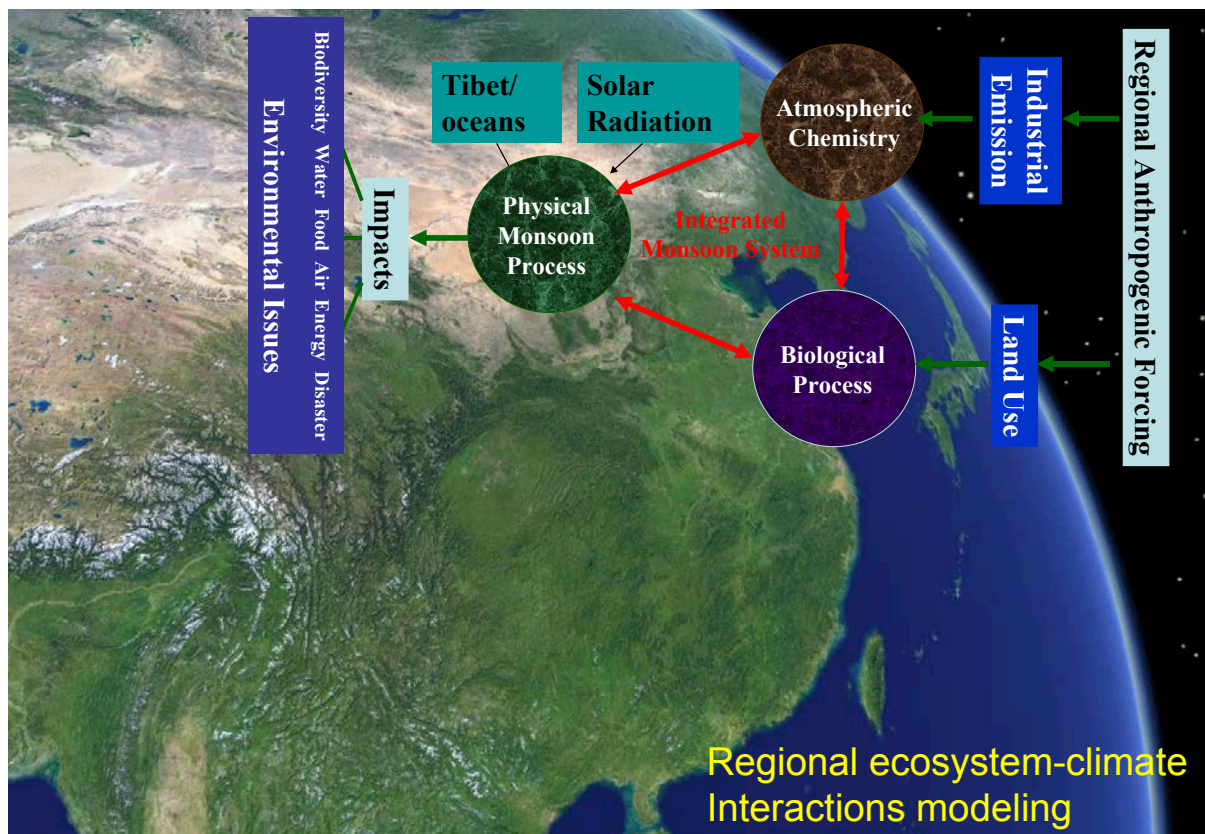 Biodiversity Water Food Air Energy Disaster
Environmental Issues
Impacts
Tibet/
oceans
Solar
Radiation
Physical
Monsoon
Process
Integrated
Monsoon System
Atmospheric
Chemistry
Biological
Process
Industrial
Emission
Land Use
Regional Anthropogenic Forcing
Regional ecosystem-climate
Interactions modeling